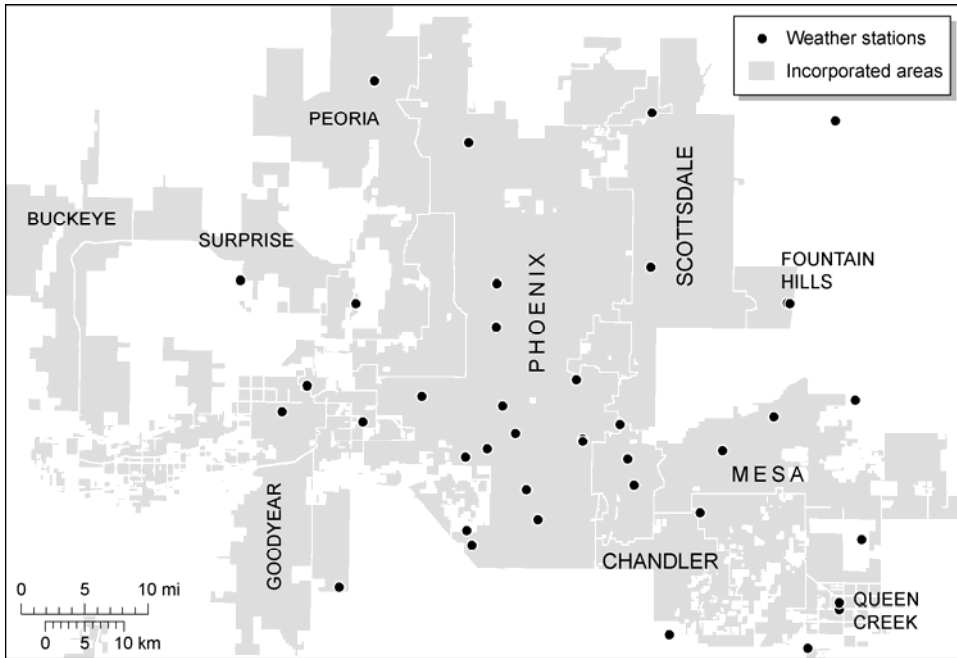 Weather stations
Incorporated areas
PEORIA
SCOTTSDALE
BUCKEYE
SURPRISE
FOUNTAIN
HILLS
PHOENIX
MESA
GOODYEAR
CHANDLER
QUEEN
CREEK
0 5 10 mi
0 5 10 km